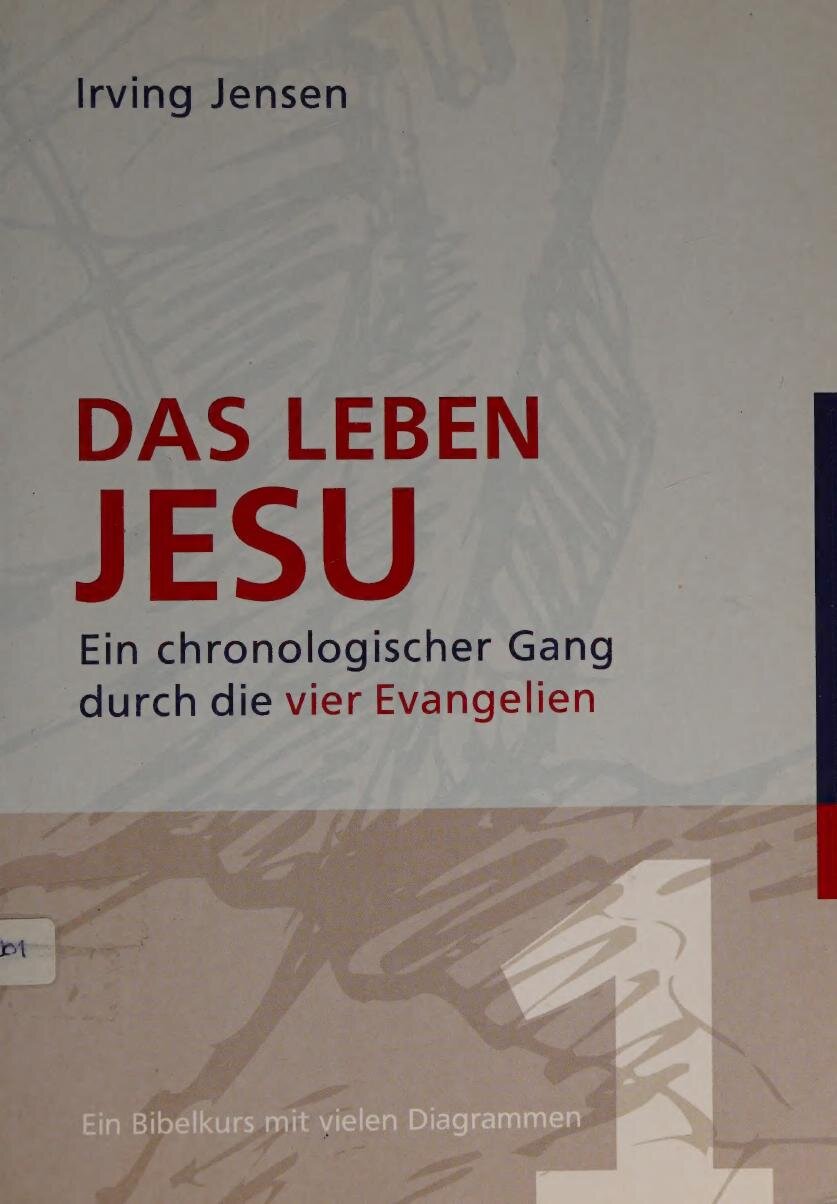 Irving Jensen
DAS LEBEN
JESU
Ein chronologischer Gang
durch die vier Evangelien
1
Ein Bibelkurs mit vielen Diagrammen